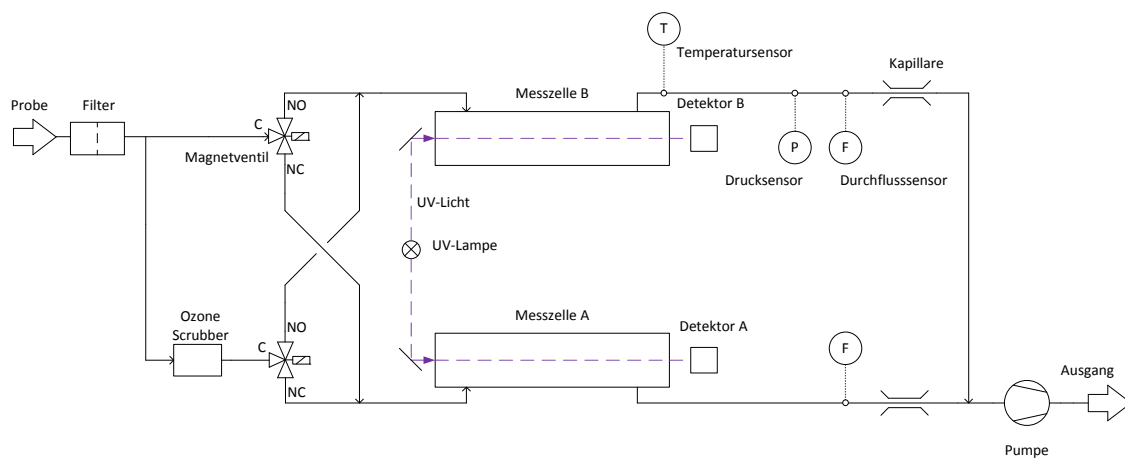 T
Temperatursensor
Kapillare
Probe
Filter
NO
Messzelle B
Detektor B
C
Magnetventil
NC
P
F
Drucksensor
Durchflusssensor
UV-Licht
UV-Lampe
Ozone
Scrubber
NO
C
NC
Messzelle A
Detektor A
F
Ausgang
Pumpe